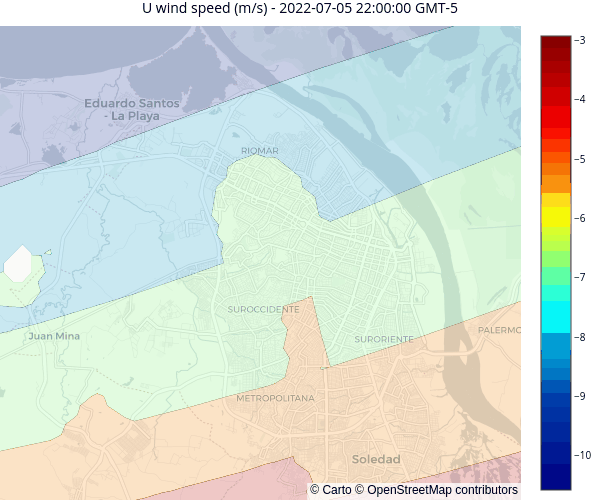 U wind speed (m/s) - 2022-07-05 22:00:00 GMT-5
−3
Eduardo Santos
- La Playa
−4
RIOMAR
−5
−6
−7
SUROCCIDENTE
PALERMO
Juan Mina
SURORIENTE
−8
METROPOLITANA
−9
Soledad
−10
© Carto © OpenStreetMap contributors